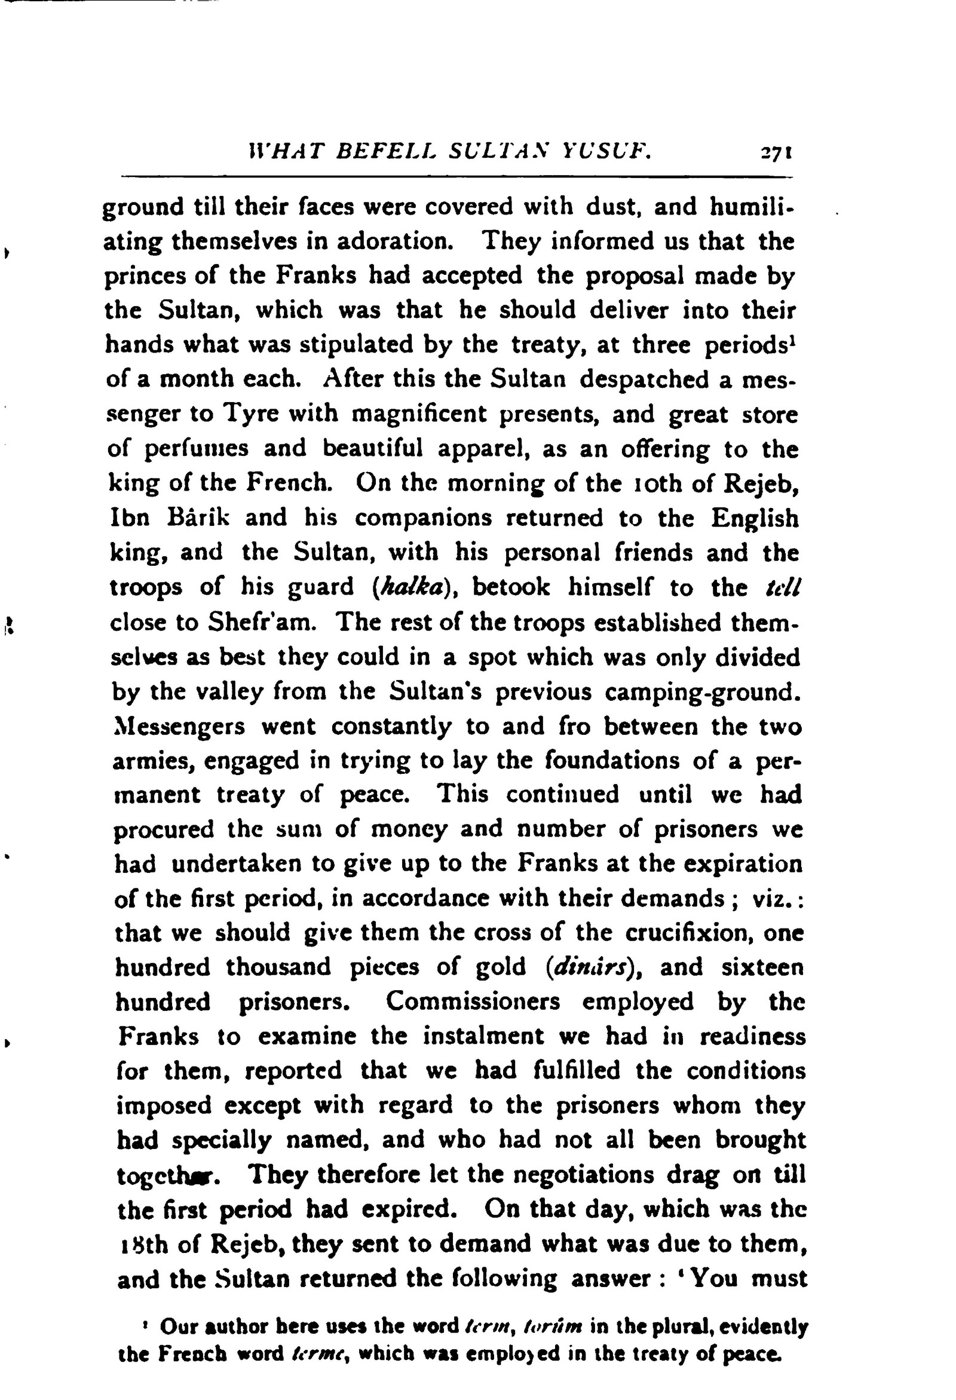 WHAT BEFELL SULTAN YUSUF. 271
ground till their faces were covered with dust, and humili-
ating themselves in adoration. They informed us that the
princes of the Franks had accepted the proposal made by
the Sultan, which was that he should deliver into their
hands what was stipulated by the treaty, at three periods¹
of a month each. After this the Sultan despatched a mes-
senger to Tyre with magnificent presents, and great store
of perfumes and beautiful apparel, as an offering to the
king of the French. On the morning of the 10th of Rejeb,
Ibn Bârik and his companions returned to the English
king, and the Sultan, with his personal friends and the
troops of his guard (halka), betook himself to the tell
close to Shefr'am. The rest of the troops established them-
selves as best they could in a spot which was only divided
by the valley from the Sultan's previous camping-ground.
Messengers went constantly to and fro between the two
armies, engaged in trying to lay the foundations of a per-
manent treaty of peace. This continued until we had
procured the sum of money and number of prisoners we
had undertaken to give up to the Franks at the expiration
of the first period, in accordance with their demands ; viz. :
that we should give them the cross of the crucifixion, one
hundred thousand pieces of gold (dinârs), and sixteen
hundred prisoners. Commissioners employed by the
Franks to examine the instalment we had in readiness
for them, reported that we had fulfilled the conditions
imposed except with regard to the prisoners whom they
had specially named, and who had not all been brought
together. They therefore let the negotiations drag on till
the first period had expired. On that day, which was the
18th of Rejeb, they sent to demand what was due to them,
and the Sultan returned the following answer : ‘You must
¹ Our author here uses the word term, torûm in the plural, evidently
the French word terme, which was employed in the treaty of peace.